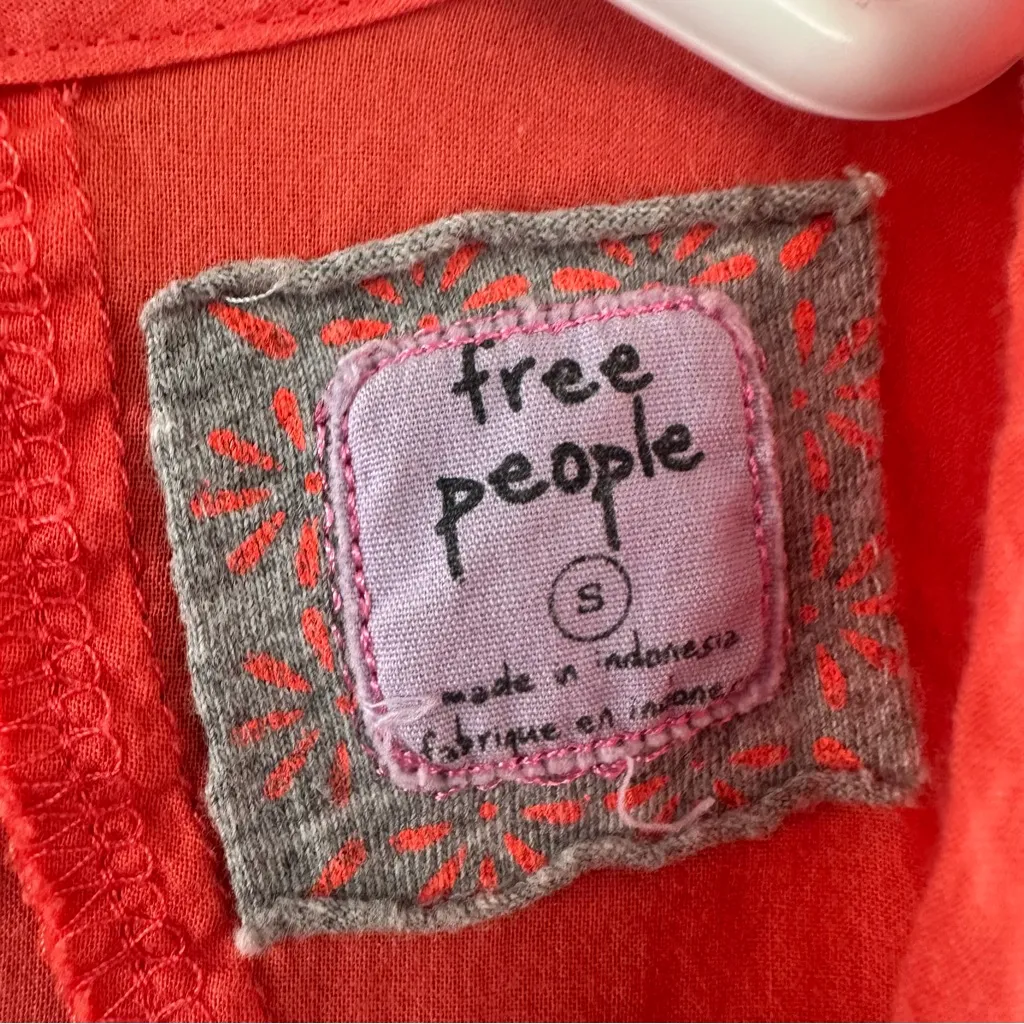 free
people
S
made in indonesia
fabrique en indone